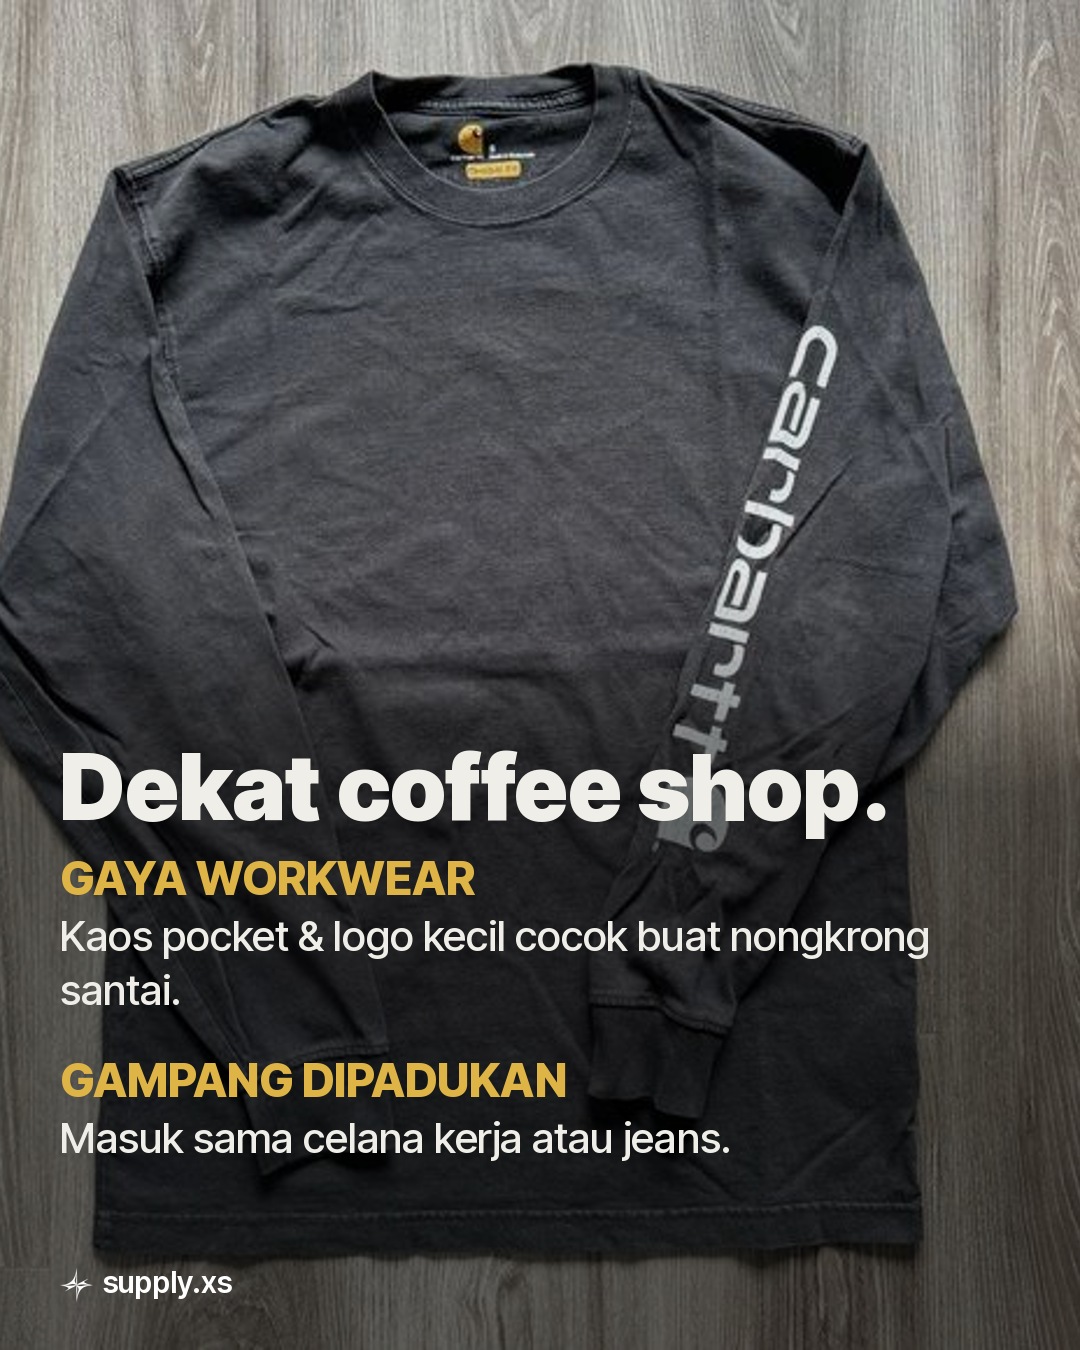 carhartt
Dekat coffee shop.
GAYA WORKWEAR
Kaos pocket & logo kecil cocok buat nongkrong
santai.
GAMPANG DIPADUKAN
Masuk sama celana kerja atau jeans.
supply.xs